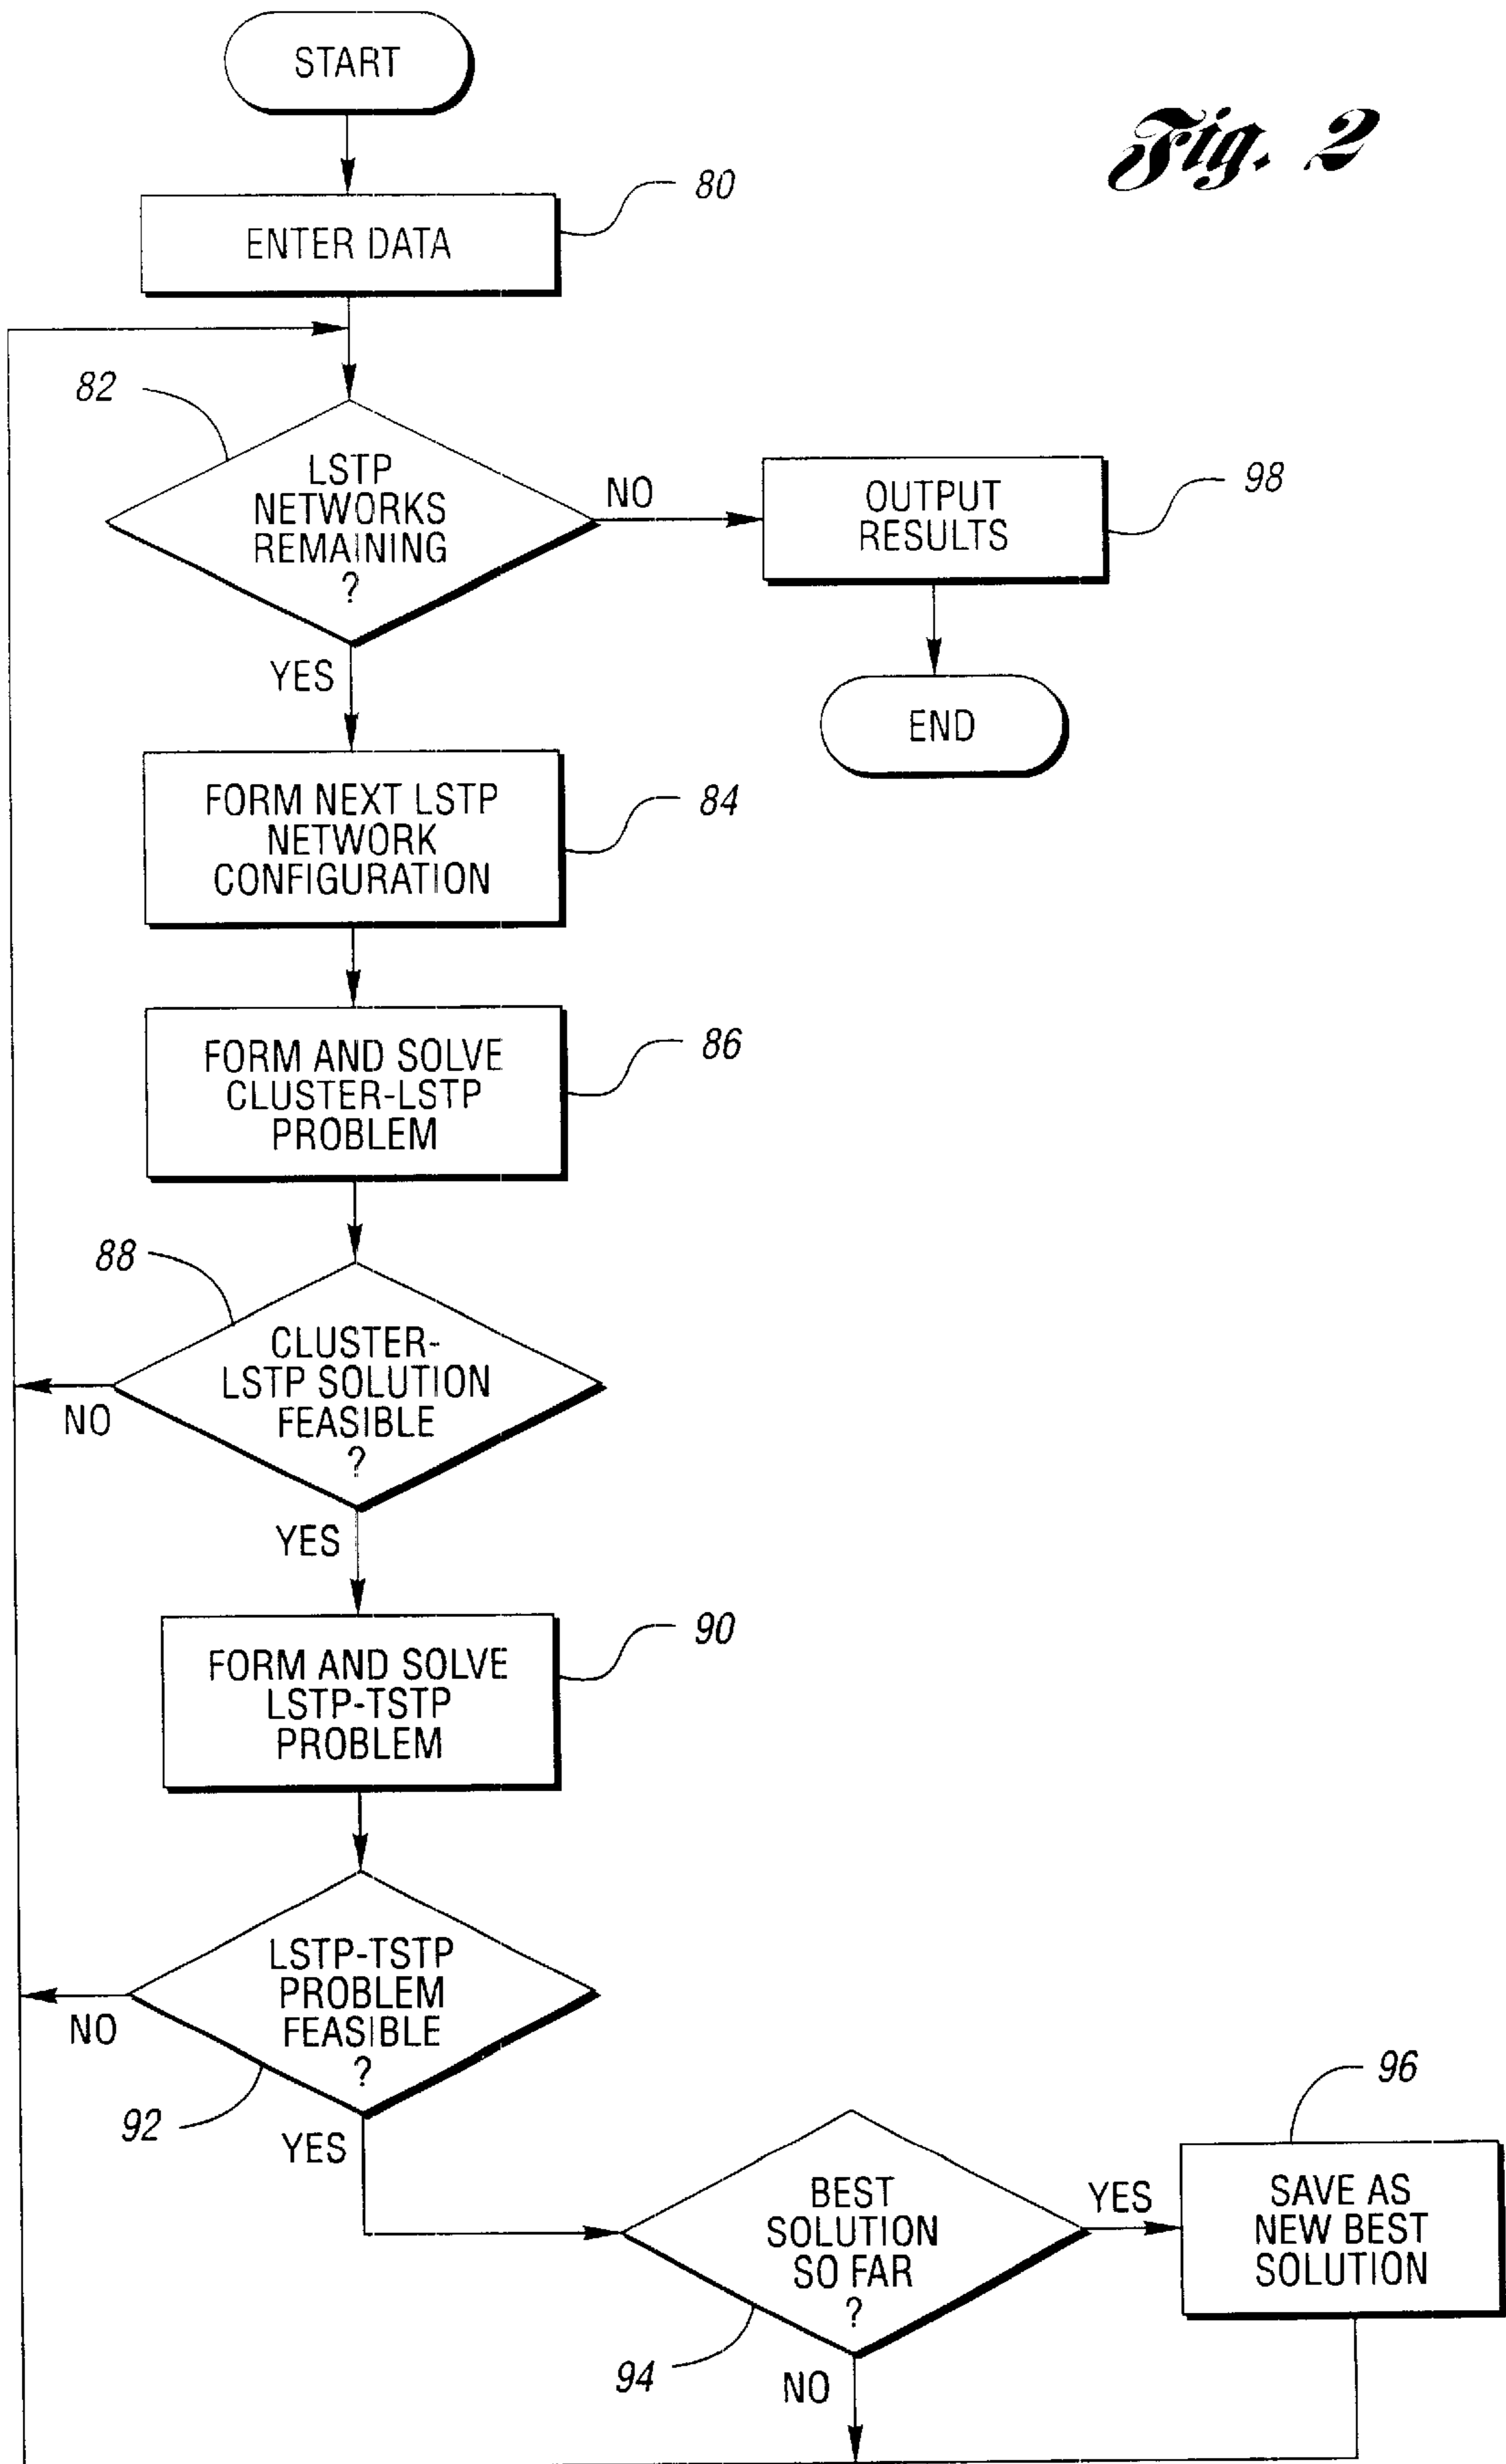 START
Fig. 2
80
ENTER DATA
82
LSTP
NETWORKS
REMAINING
?
NO
OUTPUT
RESULTS
98
YES
END
FORM NEXT LSTP
NETWORK
CONFIGURATION
84
FORM AND SOLVE
CLUSTER-LSTP
PROBLEM
86
88
CLUSTER-
LSTP SOLUTION
FEASIBLE
?
NO
YES
FORM AND SOLVE
LSTP-TSTP
PROBLEM
90
LSTP-TSTP
PROBLEM
FEASIBLE
?
NO
92
YES
BEST
SOLUTION
SO FAR
?
94
YES
NO
SAVE AS
NEW BEST
SOLUTION
96